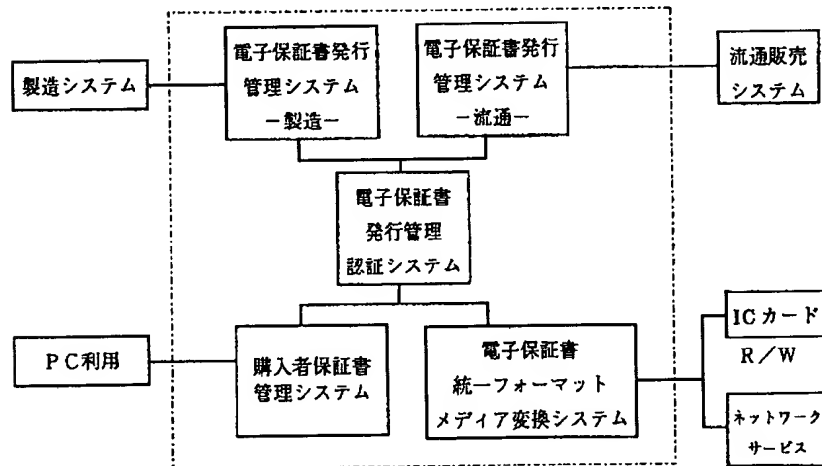 電子保証書発行
管理システム
－製造－
電子保証書発行
管理システム
－流通－
製造システム
流通販売
システム
電子保証書
発行管理
認証システム
PC利用
購入者保証書
管理システム
電子保証書
統一フォーマット
メディア変換システム
ICカード
R／W
ネットワーク
サービス